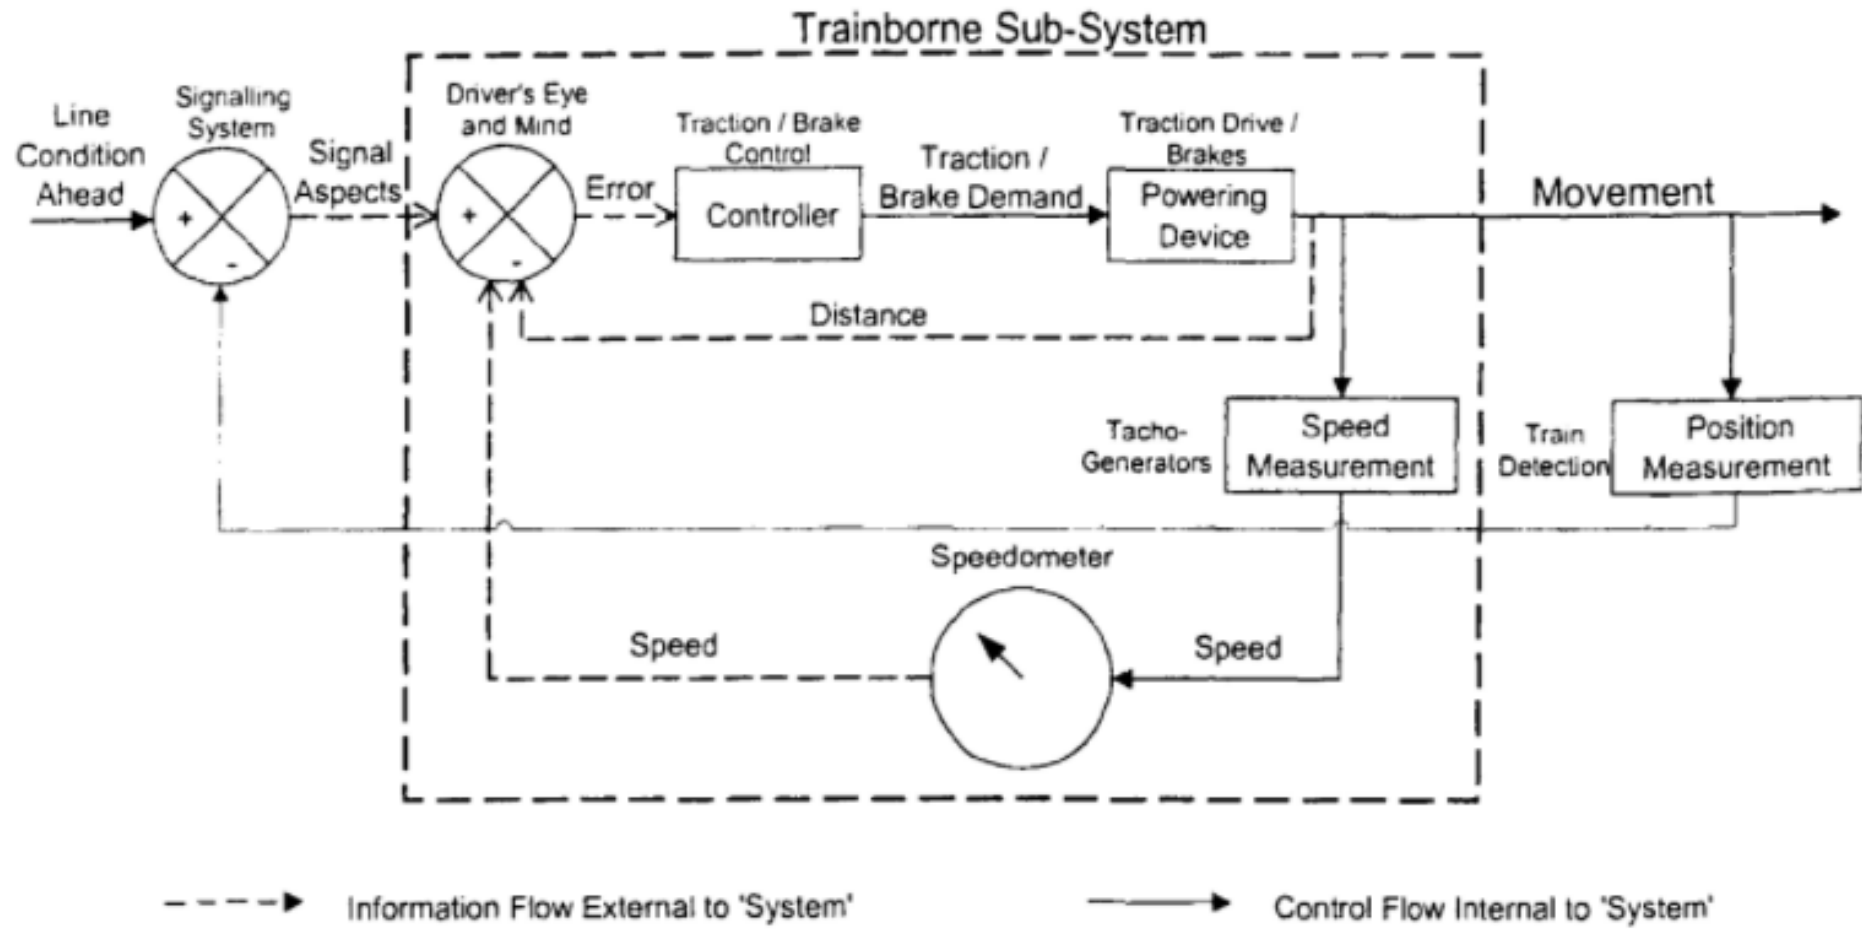 Trainborne Sub-System
Line
Condition
Ahead
Signalling
System
+
-
Signal
Aspects
Driver's Eye
and Mind
+
-
Error
Traction / Brake
Control
Controller
Traction /
Brake Demand
Traction Drive /
Brakes
Powering
Device
Movement
Distance
Tacho-
Generators
Speed
Measurement
Train
Detection
Position
Measurement
Speedometer
Speed
Speed
Information Flow External to 'System'
Control Flow Internal to 'System'